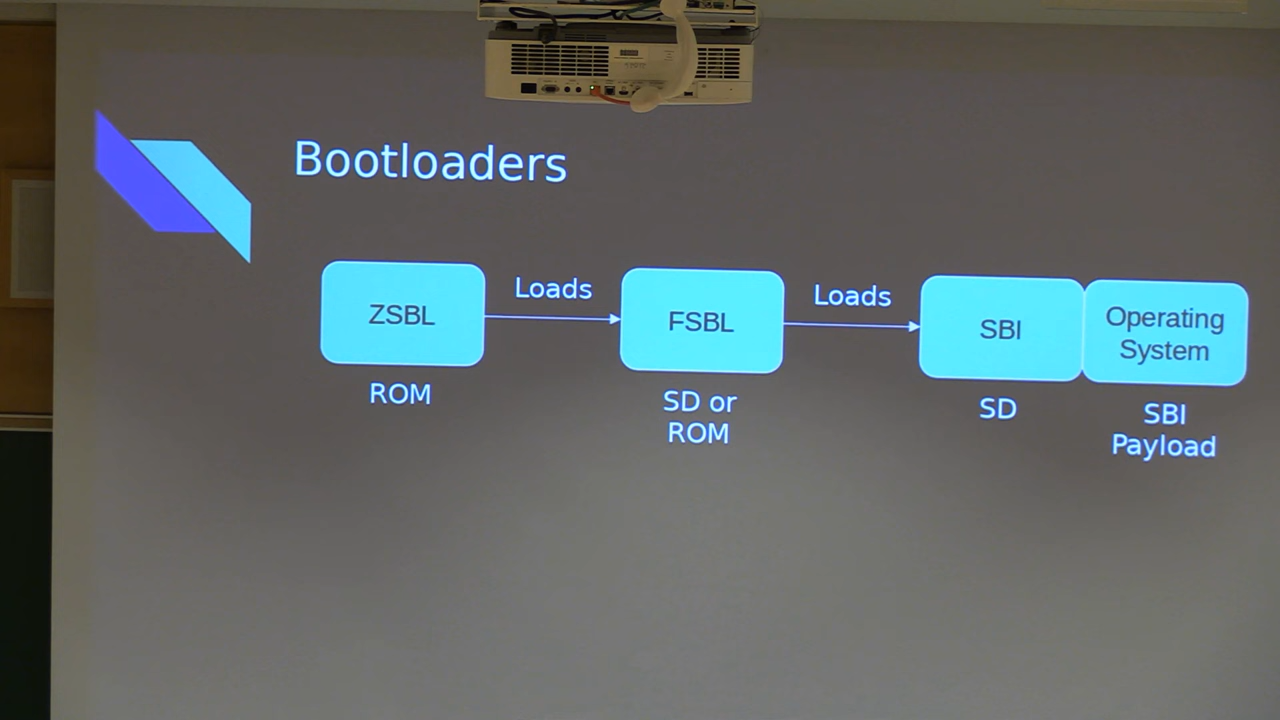 Bootloaders
ZSBL
Loads
FSBL
Loads
SBI
Operating
System
ROM
SD or
ROM
SD
SBI
Payload